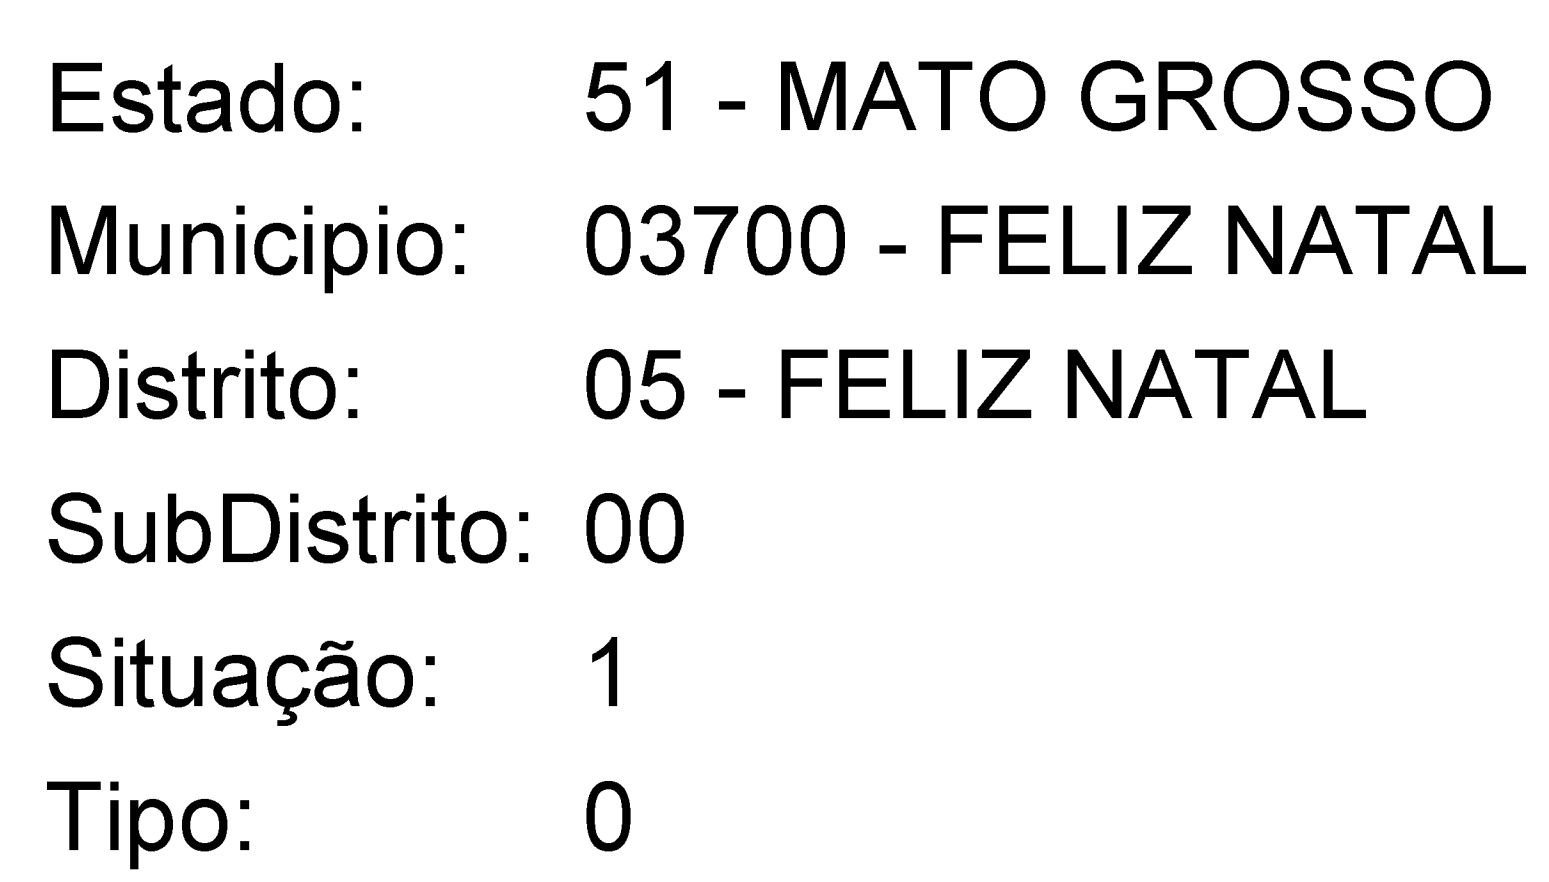 Estado: 51 - MATO GROSSO
Municipio: 03700 - FELIZ NATAL
Distrito: 05 - FELIZ NATAL
SubDistrito: 00
Situação: 1
Tipo: 0